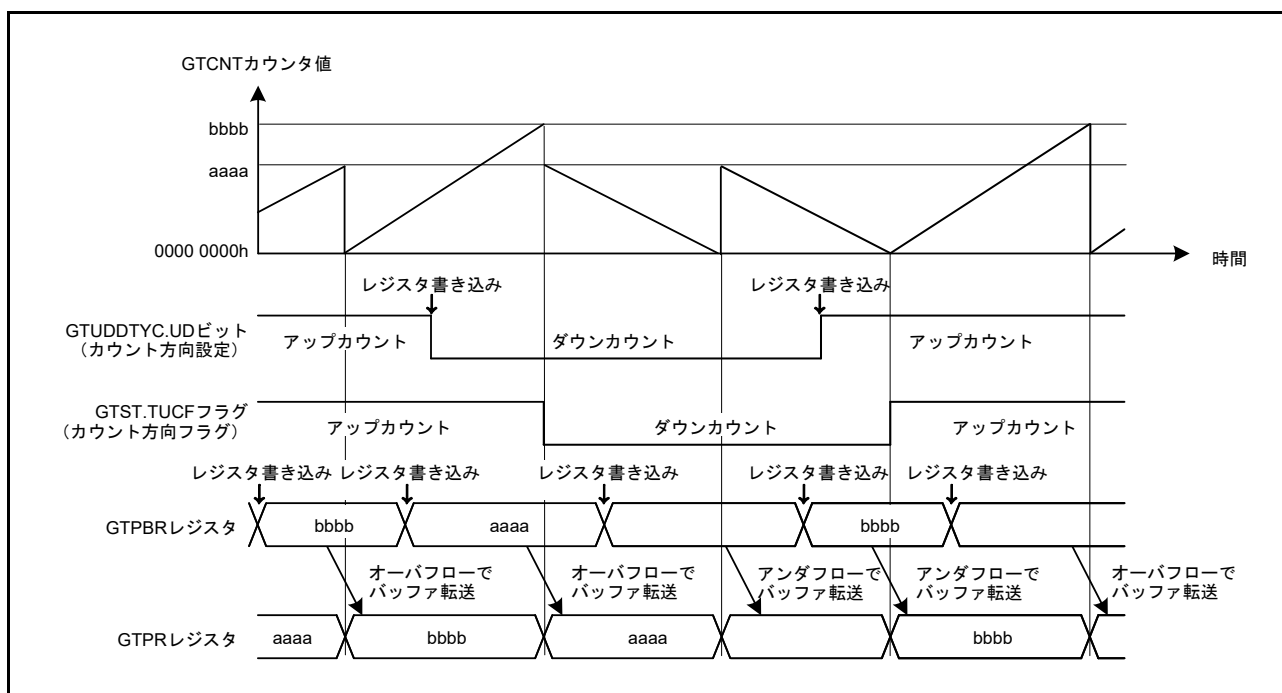 GTCNTカウンタ値
bbbb
aaaa
0000 0000h
時間
レジスタ書き込み
レジスタ書き込み
GTUDDTYC.UDビット
（カウント方向設定）
アップカウント
ダウンカウント
アップカウント
GTST.TUCFフラグ
（カウント方向フラグ）
アップカウント
ダウンカウント
アップカウント
レジスタ書き込み
レジスタ書き込み
レジスタ書き込み
レジスタ書き込み
レジスタ書き込み
GTPBRレジスタ
bbbb
aaaa
bbbb
オーバフローで
バッファ転送
オーバフローで
バッファ転送
アンダフローで
バッファ転送
アンダフローで
バッファ転送
オーバフローで
バッファ転送
GTPRレジスタ
aaaa
bbbb
aaaa
bbbb